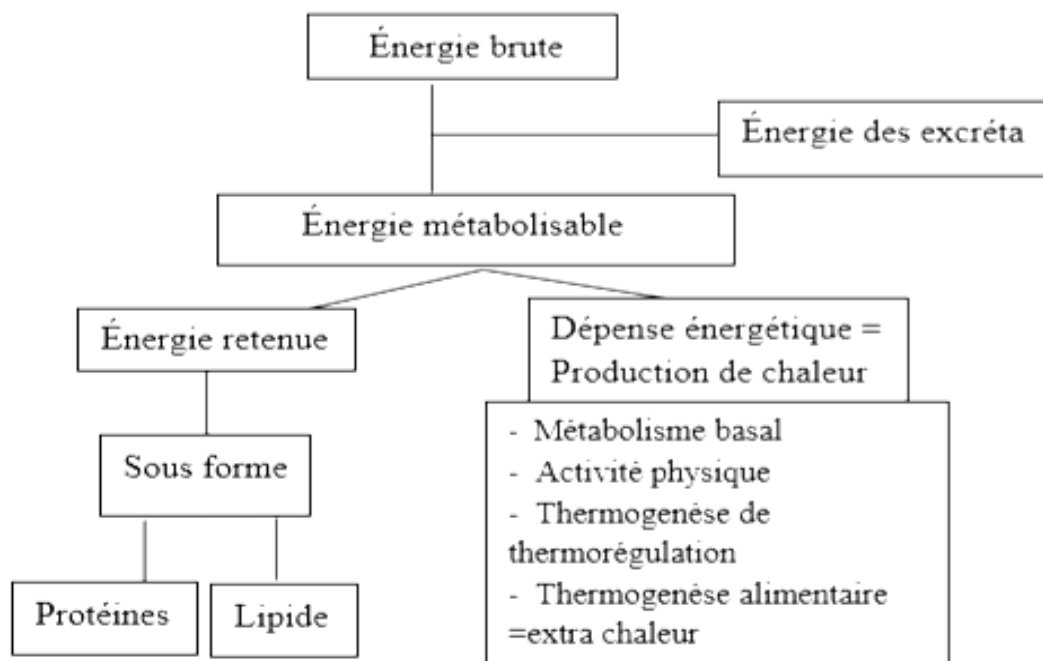 Énergie brute
Énergie des excréta
Énergie métabolisable
Énergie retenue
Dépense énergétique =
Production de chaleur
- Métabolisme basal
- Activité physique
- Thermogenèse de
thermorégulation
- Thermogenèse alimentaire
=extra chaleur
Sous forme
Protéines
Lipide